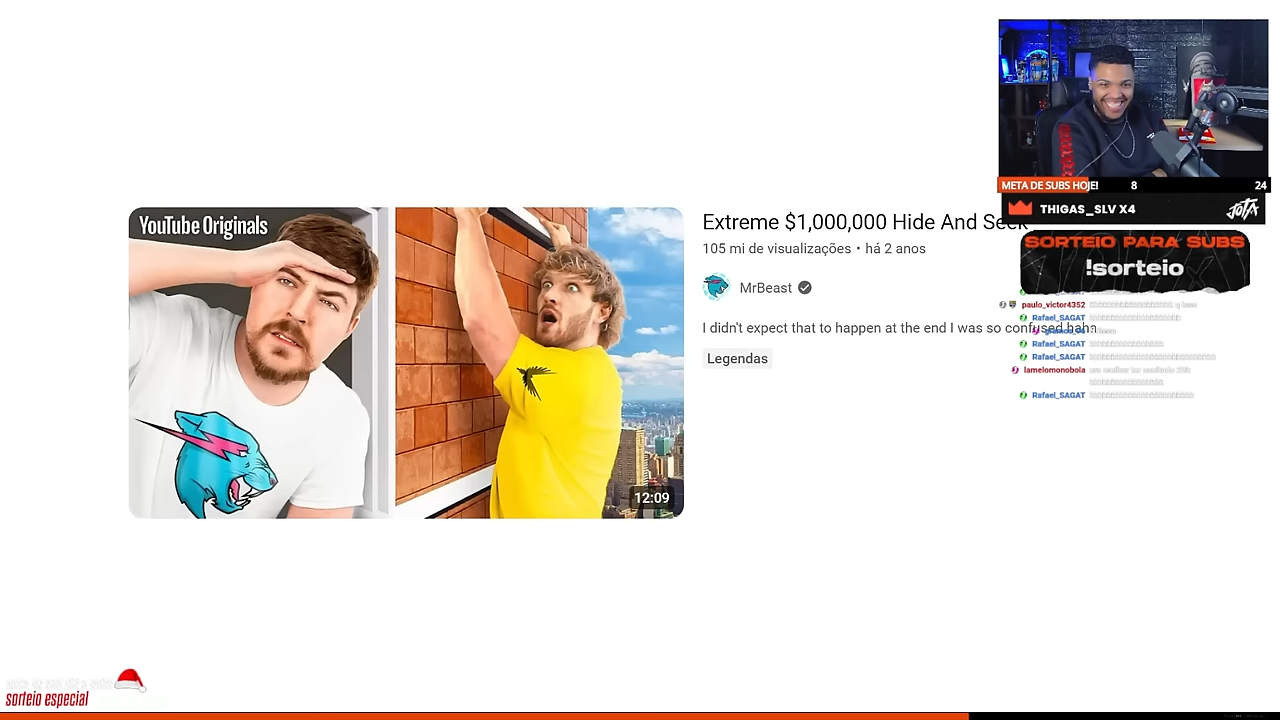 YouTube Originals
12:09
Extreme $1,000,000 Hide And Seek
105 mi de visualizações • há 2 anos
MrBeast
I didn't expect that to happen at the end I was so confused haha
Legendas
META DE SUBS HOJE! 8 24
THIGAS_SLV X4
JOTA
SORTEIO PARA SUBS
!sorteio
paulo_victor4352
Rafael_SAGAT
Rafael_SAGAT
Rafael_SAGAT
lamelomonobola
Rafael_SAGAT
sorteio especial